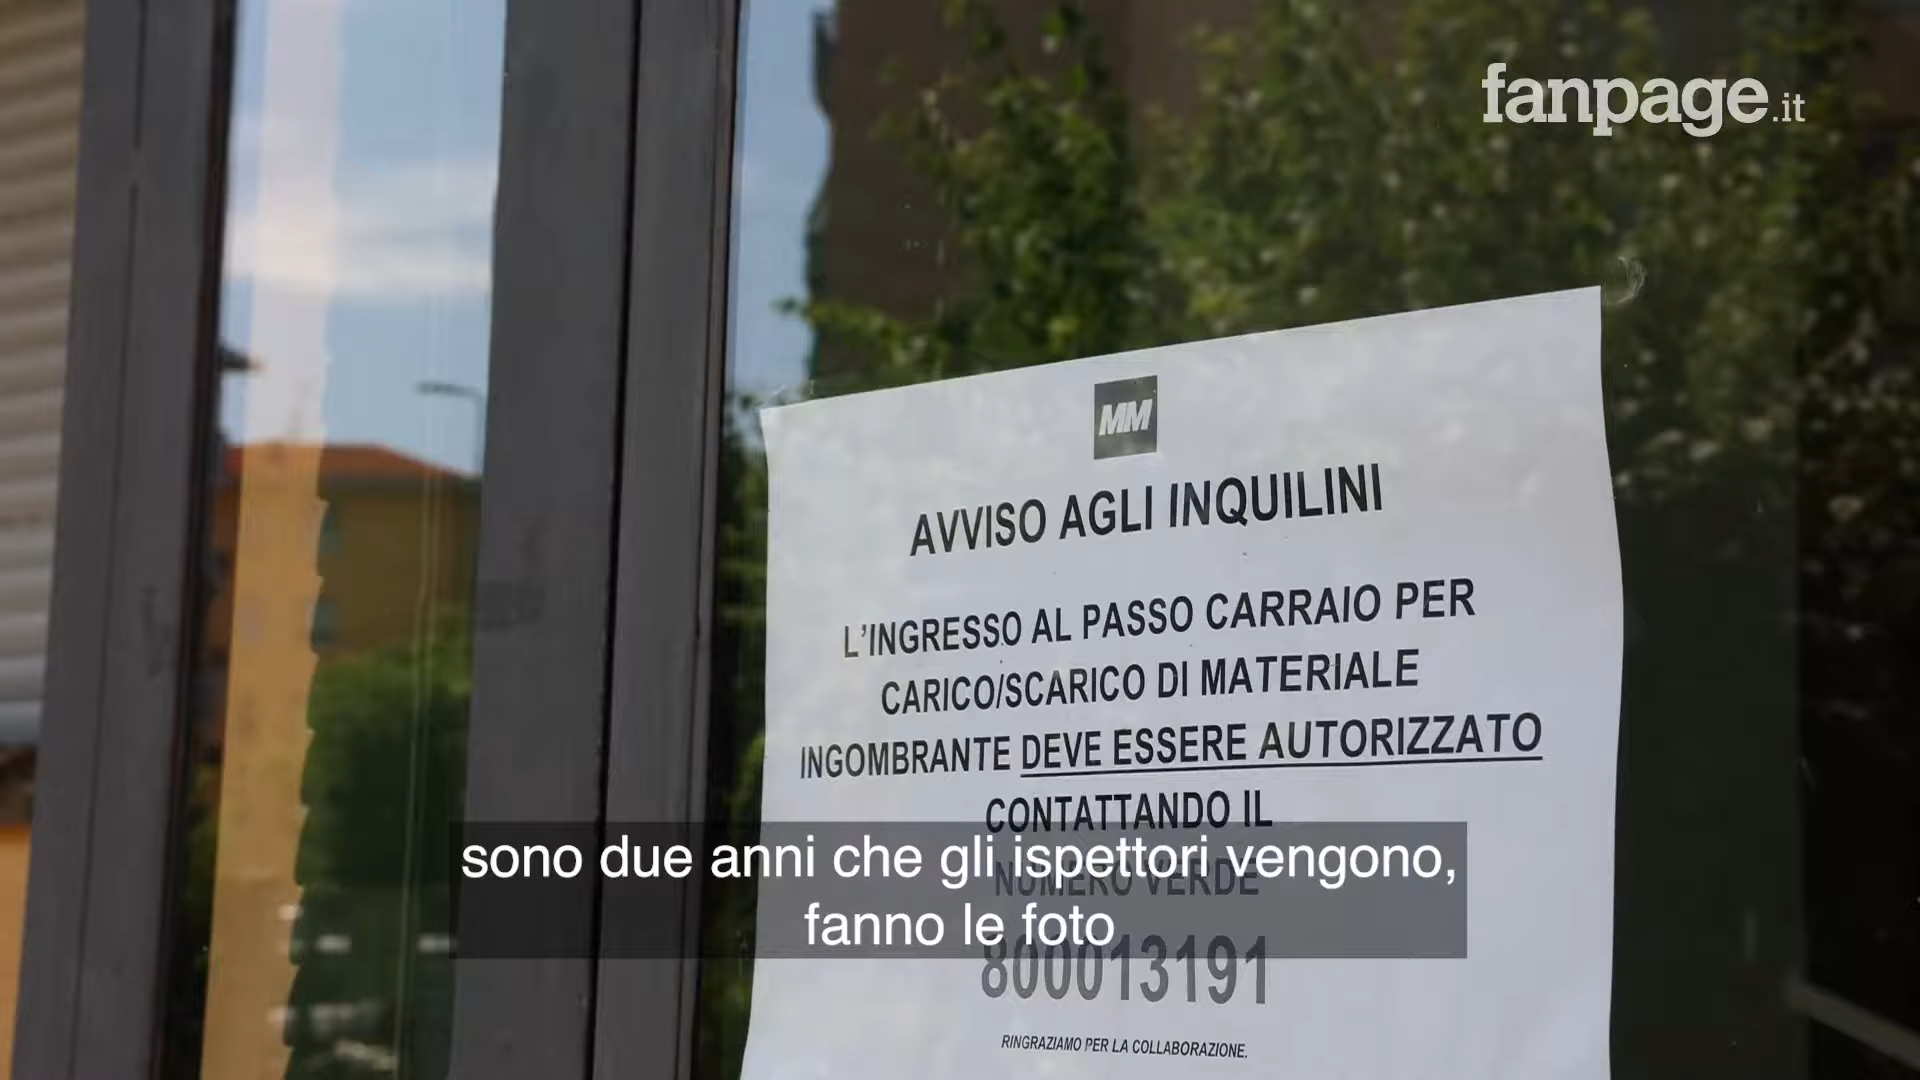 fanpage.it
MM
AVVISO AGLI INQUILINI
L'INGRESSO AL PASSO CARRAIO PER
CARICO/SCARICO DI MATERIALE
INGOMBRANTE DEVE ESSERE AUTORIZZATO
CONTATTANDO IL
NUMERO VERDE
800013191
RINGRAZIAMO PER LA COLLABORAZIONE.
sono due anni che gli ispettori vengono,
fanno le foto